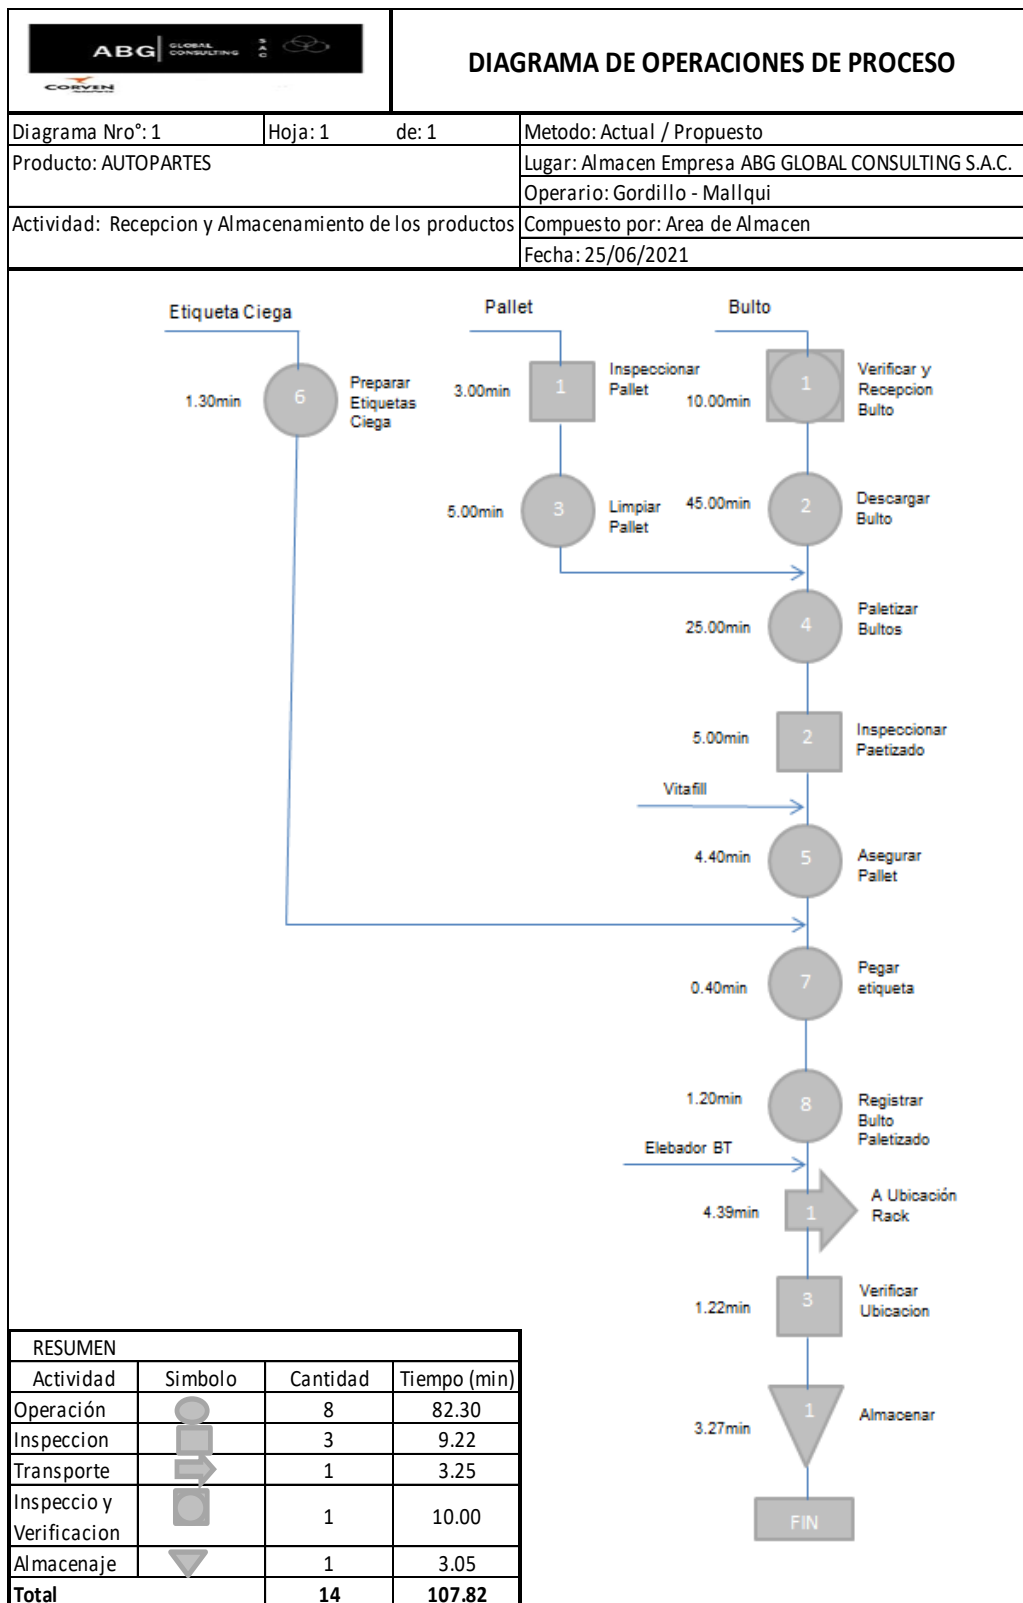 ABG GLOBAL CONSULTING SAC
CORVEN
DIAGRAMA DE OPERACIONES DE PROCESO
Diagrama Nro°: 1
Hoja: 1 de: 1
Metodo: Actual / Propuesto
Producto: AUTOPARTES
Lugar: Almacen Empresa ABG GLOBAL CONSULTING S.A.C.
Operario: Gordillo - Mallqui
Actividad: Recepcion y Almacenamiento de los productos
Compuesto por: Area de Almacen
Fecha: 25/06/2021
Etiqueta Ciega
Pallet
Bulto
1.30min
6
Preparar
Etiquetas
Ciega
3.00min
1
Inspeccionar
Pallet
10.00min
1
Verificar y
Recepcion
Bulto
5.00min
3
Limpiar
Pallet
45.00min
2
Descargar
Bulto
25.00min
4
Paletizar
Bultos
5.00min
2
Inspeccionar
Paetizado
Vitafill
4.40min
5
Asegurar
Pallet
0.40min
7
Pegar
etiqueta
1.20min
8
Registrar
Bulto
Paletizado
Elebador BT
4.39min
1
A Ubicación
Rack
1.22min
3
Verificar
Ubicacion
3.27min
1
Almacenar
FIN
RESUMEN
Actividad Simbolo Cantidad Tiempo (min)
Operación 8 82.30
Inspeccion 3 9.22
Transporte 1 3.25
Inspeccio y
Verificacion 1 10.00
Almacenaje 1 3.05
Total 14 107.82